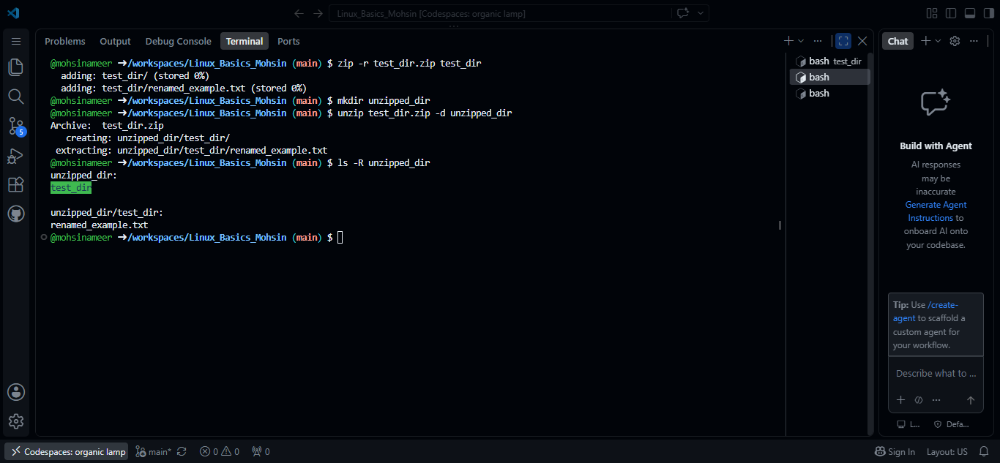 Linux_Basics_Mohsin [Codespaces: organic lamp]
Problems Output Debug Console Terminal Ports
@mohsinameer ➜/workspaces/Linux_Basics_Mohsin (main) $ zip -r test_dir.zip test_dir
adding: test_dir/ (stored 0%)
adding: test_dir/renamed_example.txt (stored 0%)
@mohsinameer ➜/workspaces/Linux_Basics_Mohsin (main) $ mkdir unzipped_dir
@mohsinameer ➜/workspaces/Linux_Basics_Mohsin (main) $ unzip test_dir.zip -d unzipped_dir
Archive:  test_dir.zip
creating: unzipped_dir/test_dir/
extracting: unzipped_dir/test_dir/renamed_example.txt
@mohsinameer ➜/workspaces/Linux_Basics_Mohsin (main) $ ls -R unzipped_dir
unzipped_dir:
test_dir
unzipped_dir/test_dir:
renamed_example.txt
@mohsinameer ➜/workspaces/Linux_Basics_Mohsin (main) $
bash test_dir
bash
bash
Chat
Build with Agent
AI responses
may be
inaccurate
Generate Agent
Instructions to
onboard AI onto
your codebase.
Tip: Use /create-
agent to scaffold a
custom agent for
your workflow.
Describe what to ...
L... Defa...
5
Codespaces: organic lamp main* 0 0 0 Sign In Layout: US